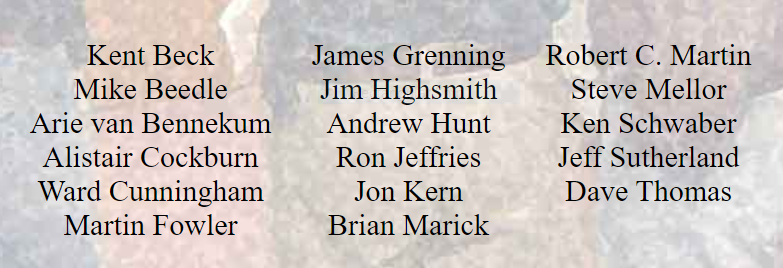 Kent Beck
Mike Beedle
Arie van Bennekum
Alistair Cockburn
Ward Cunningham
Martin Fowler
James Grenning
Jim Highsmith
Andrew Hunt
Ron Jeffries
Jon Kern
Brian Marick
Robert C. Martin
Steve Mellor
Ken Schwaber
Jeff Sutherland
Dave Thomas